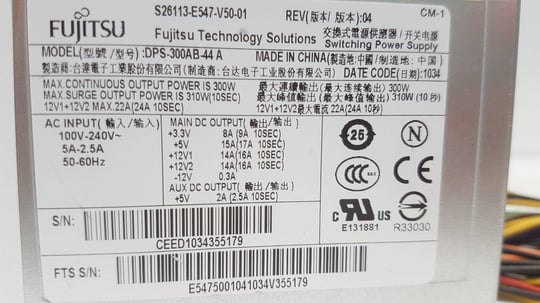 FUJITSU
S26113-E547-V50-01
REV(版本/版本):04
CM-1
Fujitsu Technology Solutions
交換式電源供應器/开关电源
Switching Power Supply
MODEL(型號/型号):DPS-300AB-44 A
MADE IN CHINA(製造地:中國/制造地:中国)
製造商:台達電子工業股份有限公司(制造商:台达电子工业股份有限公司)
DATE CODE(日期):1034
MAX.CONTINUOUS OUTPUT POWER IS 300W
最大連續輸出(最大连续输出) 300W
MAX.SURGE OUTPUT POWER IS 310W(10SEC)
最大峰值輸出(最大峰值输出) 310W (10秒)
12V1+12V2 MAX.22A(24A 10SEC)
12V1+12V2最大電流 22A(24A 10秒)
AC INPUT(輸入/输入)
100V-240V~
5A-2.5A
50-60Hz
MAIN DC OUTPUT(輸出/输出)
+3.3V 8A (9A 10SEC)
+5V 15A(17A 10SEC)
+12V1 14A(16A 10SEC)
+12V2 14A(16A 10SEC)
-12V 0.3A
AUX DC OUTPUT (輸出/输出)
+5V 2A (2.5A 10SEC)
25
N
CCC
C RU US
E131881
R33030
S/N:
CEED1034355179
FTS S/N:
E5475001041034V355179